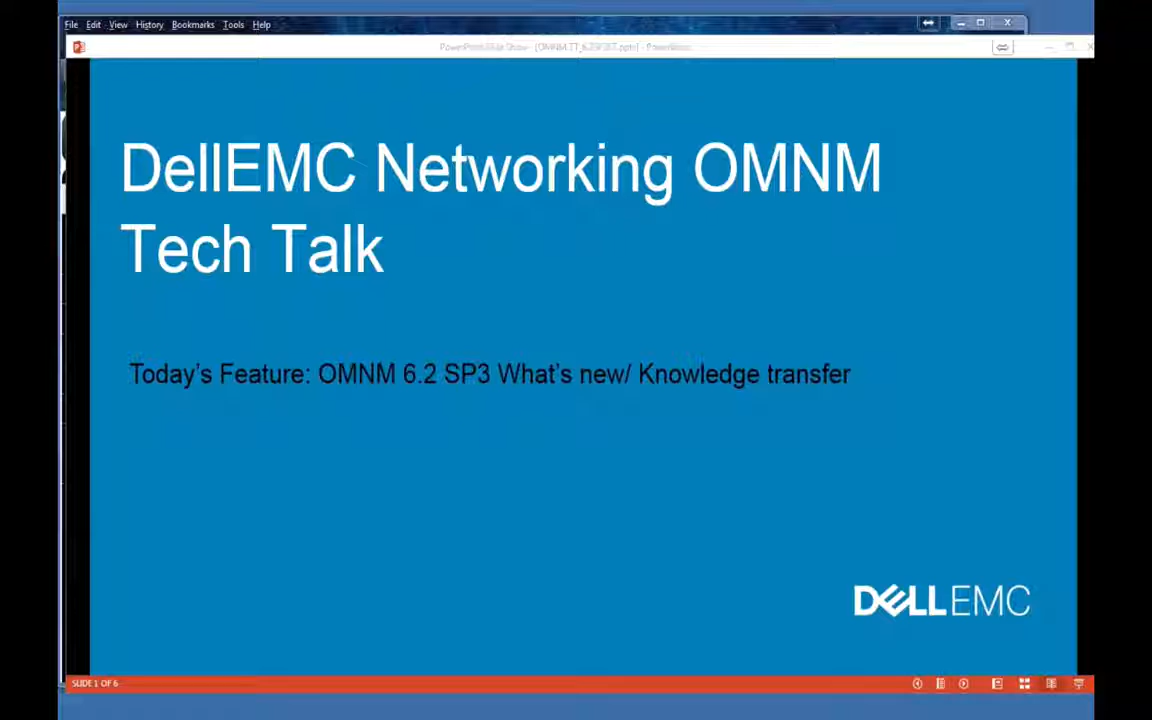 File Edit View History Bookmarks Tools Help
DellEMC Networking OMNM
Tech Talk
Today's Feature: OMNM 6.2 SP3 What's new/ Knowledge transfer
DELLEMC
SLIDE 1 OF 6